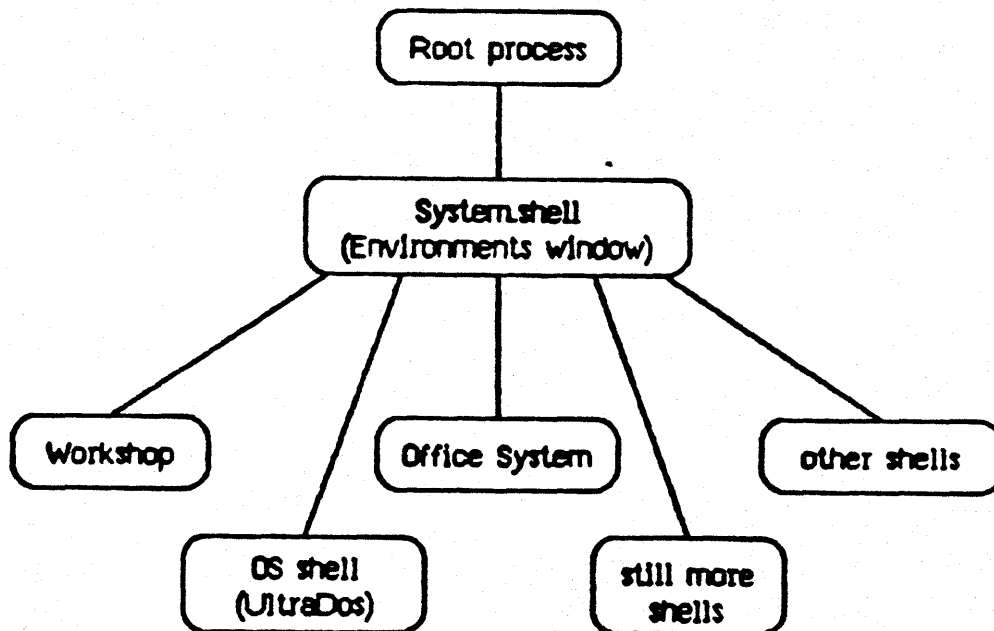 Root process
System.shell
(Environments window)
Workshop
Office System
other shells
OS shell
(UltraDos)
still more
shells